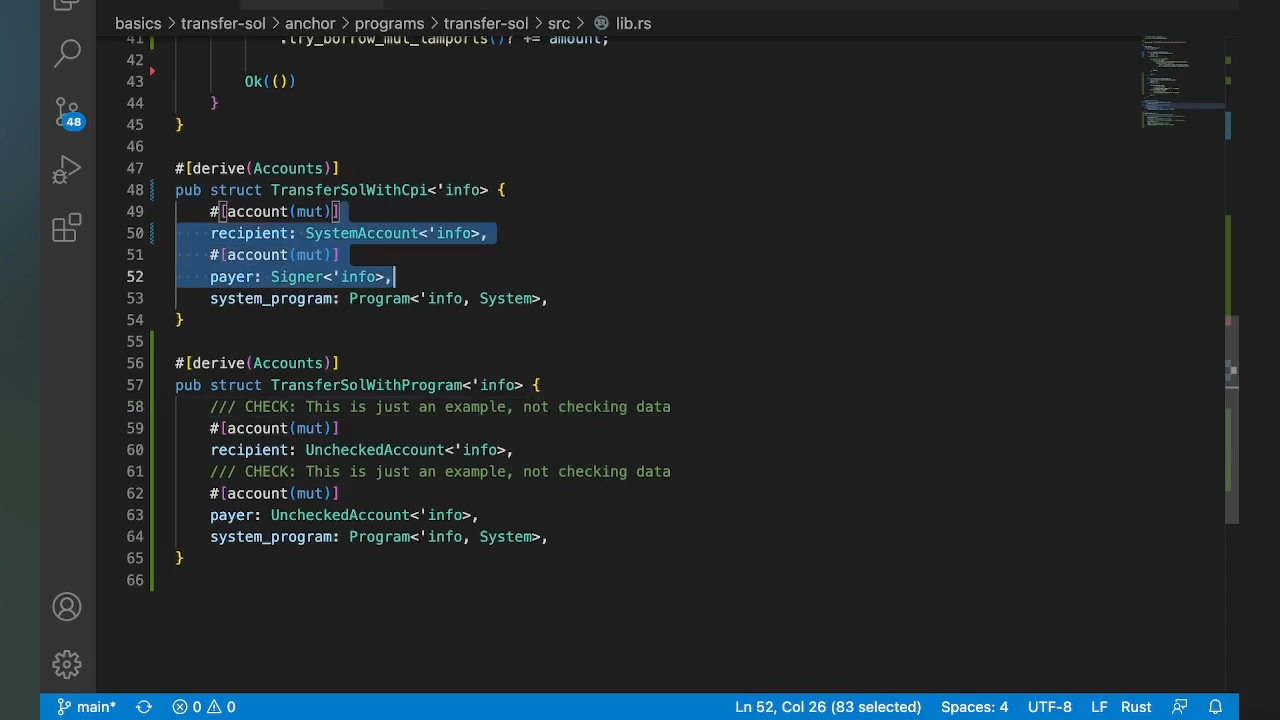 basics > transfer-sol > anchor > programs > transfer-sol > src > lib.rs
41 .try_borrow_mut_lamports()? += amount;
42
43 Ok(())
44 }
45 }
46
47 #[derive(Accounts)]
48 pub struct TransferSolWithCpi<'info> {
49 #[account(mut)]
50 recipient: SystemAccount<'info>,
51 #[account(mut)]
52 payer: Signer<'info>,
53 system_program: Program<'info, System>,
54 }
55
56 #[derive(Accounts)]
57 pub struct TransferSolWithProgram<'info> {
58 /// CHECK: This is just an example, not checking data
59 #[account(mut)]
60 recipient: UncheckedAccount<'info>,
61 /// CHECK: This is just an example, not checking data
62 #[account(mut)]
63 payer: UncheckedAccount<'info>,
64 system_program: Program<'info, System>,
65 }
66
48
main* 0 0 Ln 52, Col 26 (83 selected) Spaces: 4 UTF-8 LF Rust